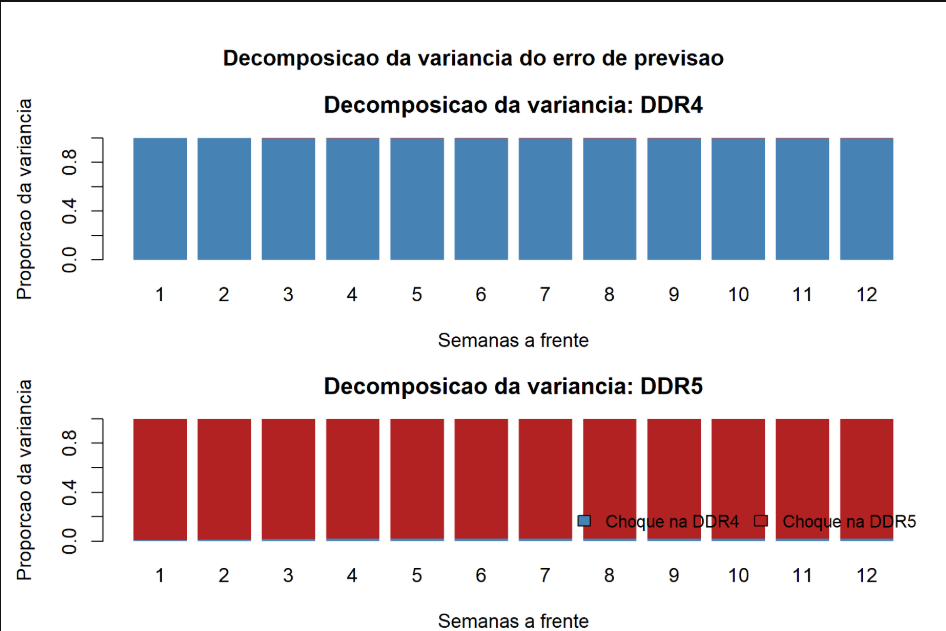 Decomposicao da variancia do erro de previsao
Decomposicao da variancia: DDR4
Proporcao da variancia
0.8
0.4
0.0
1 2 3 4 5 6 7 8 9 10 11 12
Semanas a frente
Decomposicao da variancia: DDR5
Proporcao da variancia
0.8
0.4
0.0
Choque na DDR4 Choque na DDR5
1 2 3 4 5 6 7 8 9 10 11 12
Semanas a frente